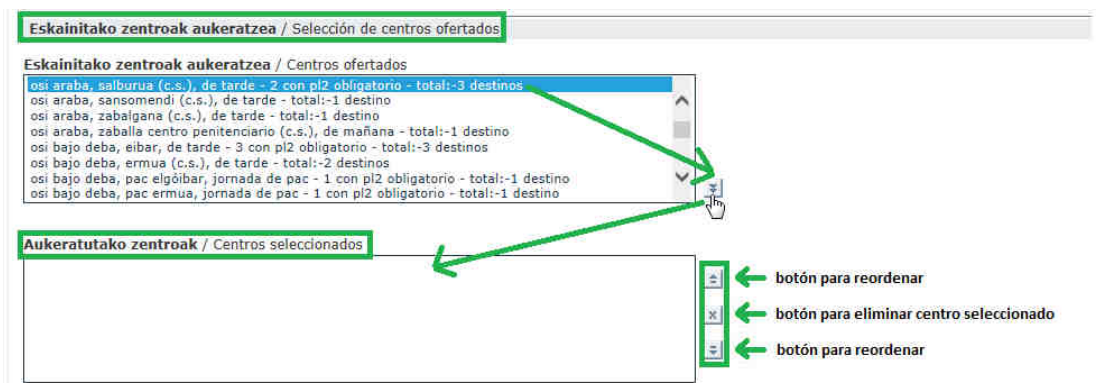 Eskainitako zentroak aukeratzea / Selección de centros ofertados
Eskainitako zentroak aukeratzea / Centros ofertados
osi araba, salburua (c.s.), de tarde - 2 con pl2 obligatorio - total:-3 destinos
osi araba, sansomendi (c.s.), de tarde - total:-1 destino
osi araba, zabalgana (c.s.), de tarde - total:-1 destino
osi araba, zaballa centro penitenciario (c.s.), de mañana - total:-1 destino
osi bajo deba, eibar, de tarde - 3 con pl2 obligatorio - total:-3 destinos
osi bajo deba, ermua (c.s.), de tarde - total:-2 destinos
osi bajo deba, pac elgóibar, jornada de pac - 1 con pl2 obligatorio - total:-1 destino
osi bajo deba, pac ermua, jornada de pac - 1 con pl2 obligatorio - total:-1 destino
Aukeratutako zentroak / Centros seleccionados
botón para reordenar
botón para eliminar centro seleccionado
botón para reordenar